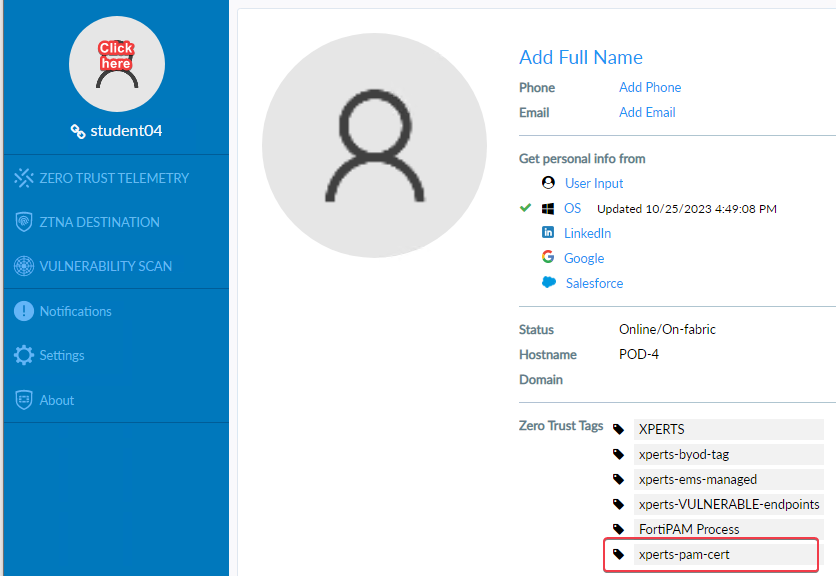 Click
here
student04
ZERO TRUST TELEMETRY
ZTNA DESTINATION
VULNERABILITY SCAN
Notifications
Settings
About
Add Full Name
Phone Add Phone
Email Add Email
Get personal info from
User Input
OS Updated 10/25/2023 4:49:08 PM
LinkedIn
Google
Salesforce
Status Online/On-fabric
Hostname POD-4
Domain
Zero Trust Tags XPERTS
xperts-byod-tag
xperts-ems-managed
xperts-VULNERABLE-endpoints
FortiPAM Process
xperts-pam-cert